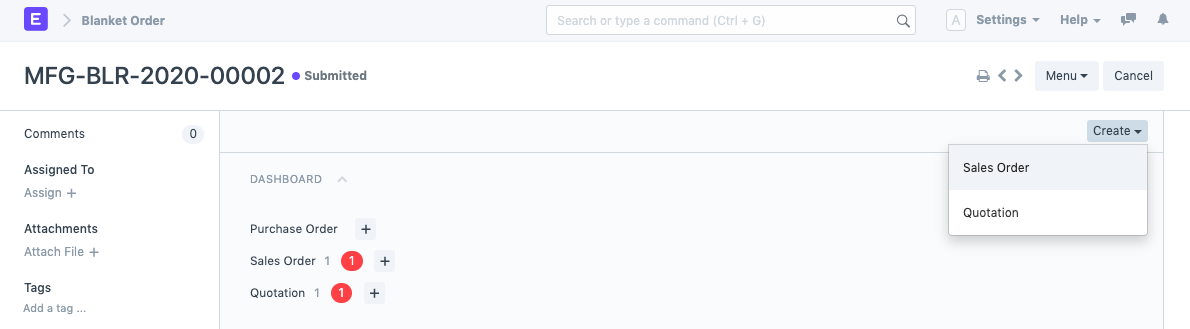 E Blanket Order Search or type a command (Ctrl + G) A Settings Help
MFG-BLR-2020-00002 Submitted Menu Cancel
Comments 0
Create
Sales Order
Quotation
Assigned To
Assign +
Attachments
Attach File +
Tags
Add a tag ...
DASHBOARD
Purchase Order +
Sales Order 1 1 +
Quotation 1 1 +